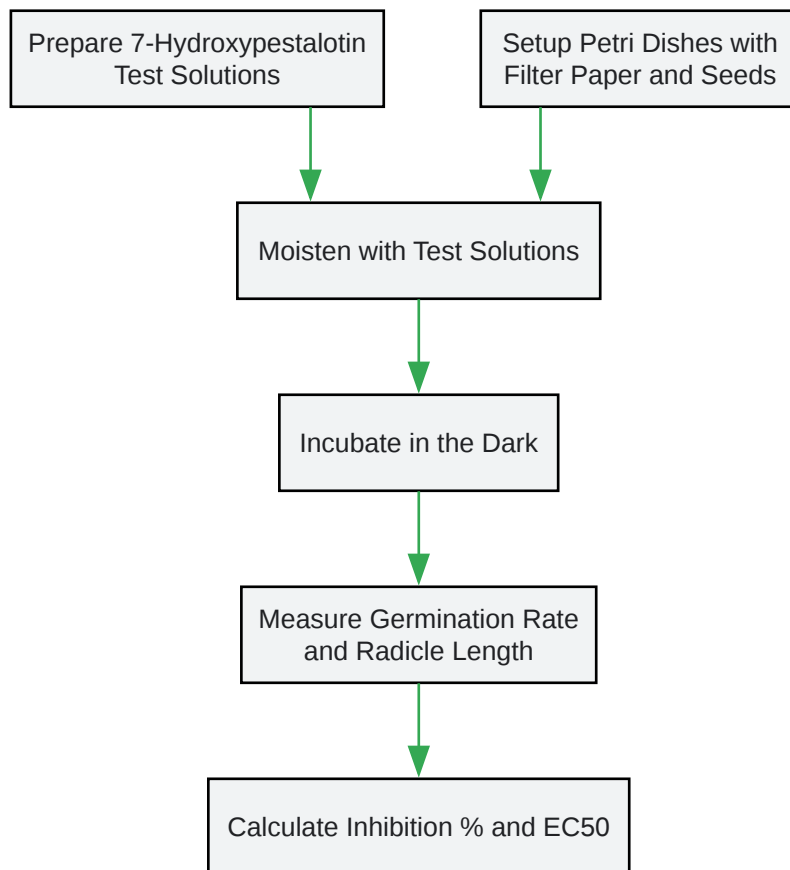 Prepare 7-Hydroxypestalotin
Test Solutions
Setup Petri Dishes with
Filter Paper and Seeds
Moisten with Test Solutions
Incubate in the Dark
Measure Germination Rate
and Radicle Length
Calculate Inhibition % and EC50